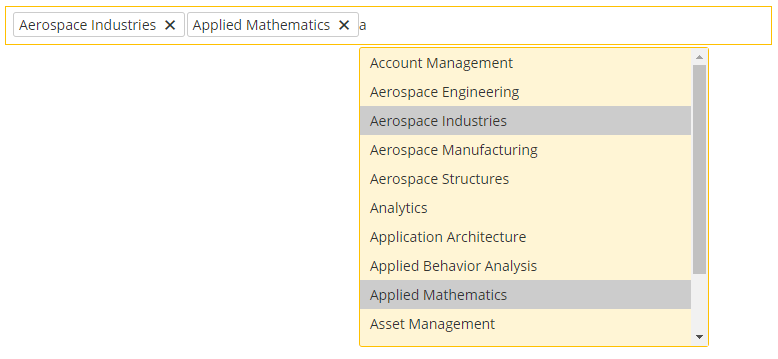 Aerospace Industries × Applied Mathematics × a
Account Management
Aerospace Engineering
Aerospace Industries
Aerospace Manufacturing
Aerospace Structures
Analytics
Application Architecture
Applied Behavior Analysis
Applied Mathematics
Asset Management